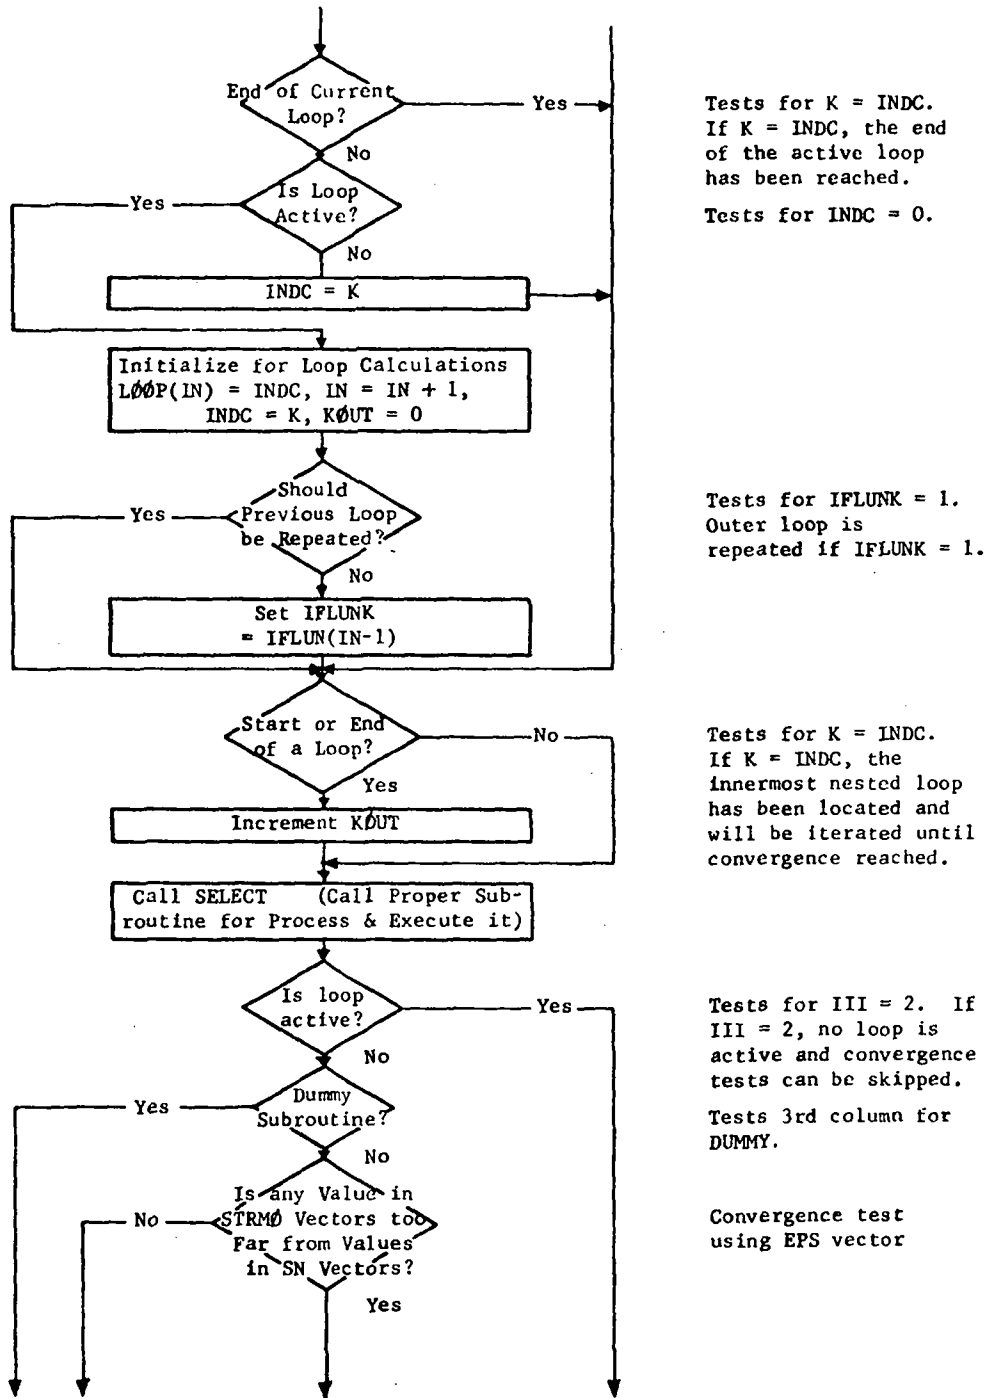 End of Current
Loop?
Yes
Tests for K = INDC.
If K = INDC, the end
of the active loop
has been reached.
No
Yes
Is Loop
Active?
Tests for INDC = 0.
No
INDC = K
Initialize for Loop Calculations
LØØP(IN) = INDC, IN = IN + 1,
INDC = K, KØUT = 0
Should
Previous Loop
be Repeated?
Yes
Tests for IFLUNK = 1.
Outer loop is
repeated if IFLUNK = 1.
No
Set IFLUNK
= IFLUN(IN-1)
Start or End
of a Loop?
No
Tests for K = INDC.
If K = INDC, the
innermost nested loop
has been located and
will be iterated until
convergence reached.
Yes
Increment KØUT
Call SELECT (Call Proper Sub-
routine for Process & Execute it)
Is loop
active?
Yes
Tests for III = 2. If
III = 2, no loop is
active and convergence
tests can be skipped.
No
Dummy
Subroutine?
Yes
Tests 3rd column for
DUMMY.
No
Is any Value in
STRMØ Vectors too
Far from Values
in SN Vectors?
No
Convergence test
using EPS vector
Yes